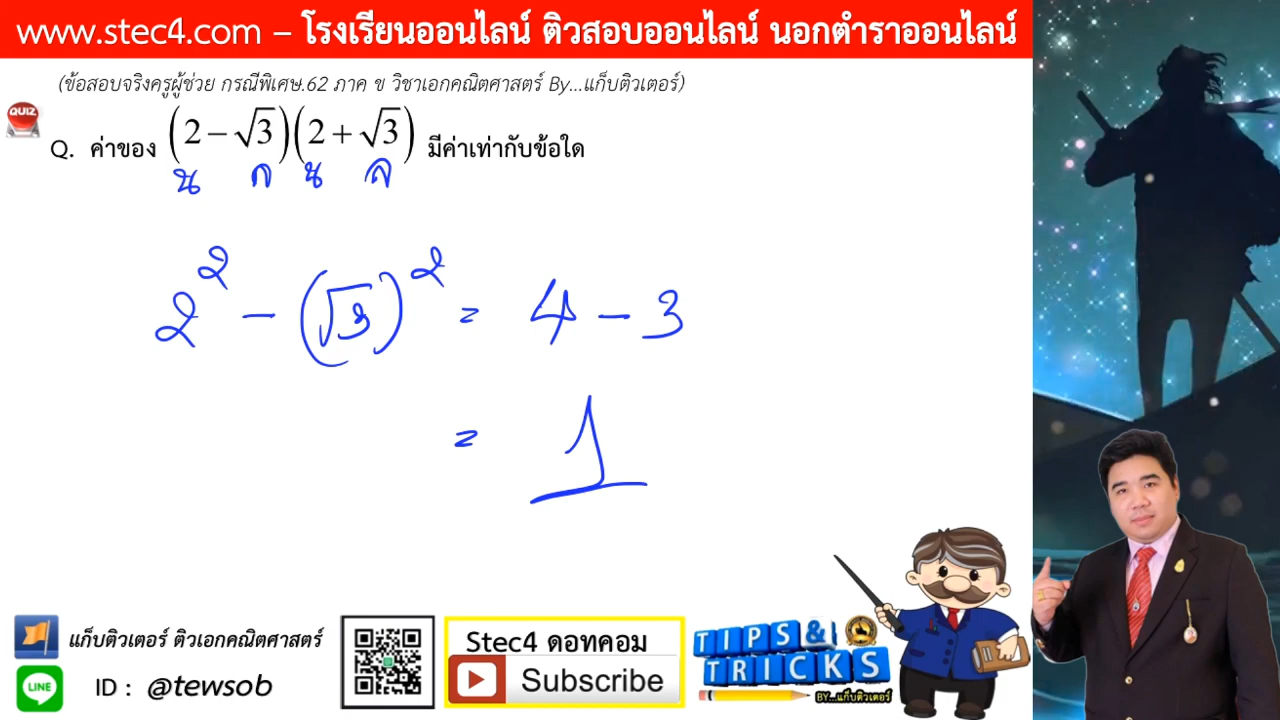 www.stec4.com – โรงเรียนออนไลน์ ติวสอบออนไลน์ นอกตำราออนไลน์
(ข้อสอบจริงครูผู้ช่วย กรณีพิเศษ.62 ภาค ข วิชาเอกคณิตศาสตร์ By...แก็บติวเตอร์)
QUIZ
Q. ค่าของ (2 − √3)(2 + √3) มีค่าเท่ากับข้อใด
น ล น ล
2² − (√3)² = 4 − 3
= 1
แก็บติวเตอร์ ติวเอกคณิตศาสตร์
LINE ID : @tewsob
Stec4 ดอทคอม
Subscribe
TIPS &
TRICKS
BY...แก็บติวเตอร์